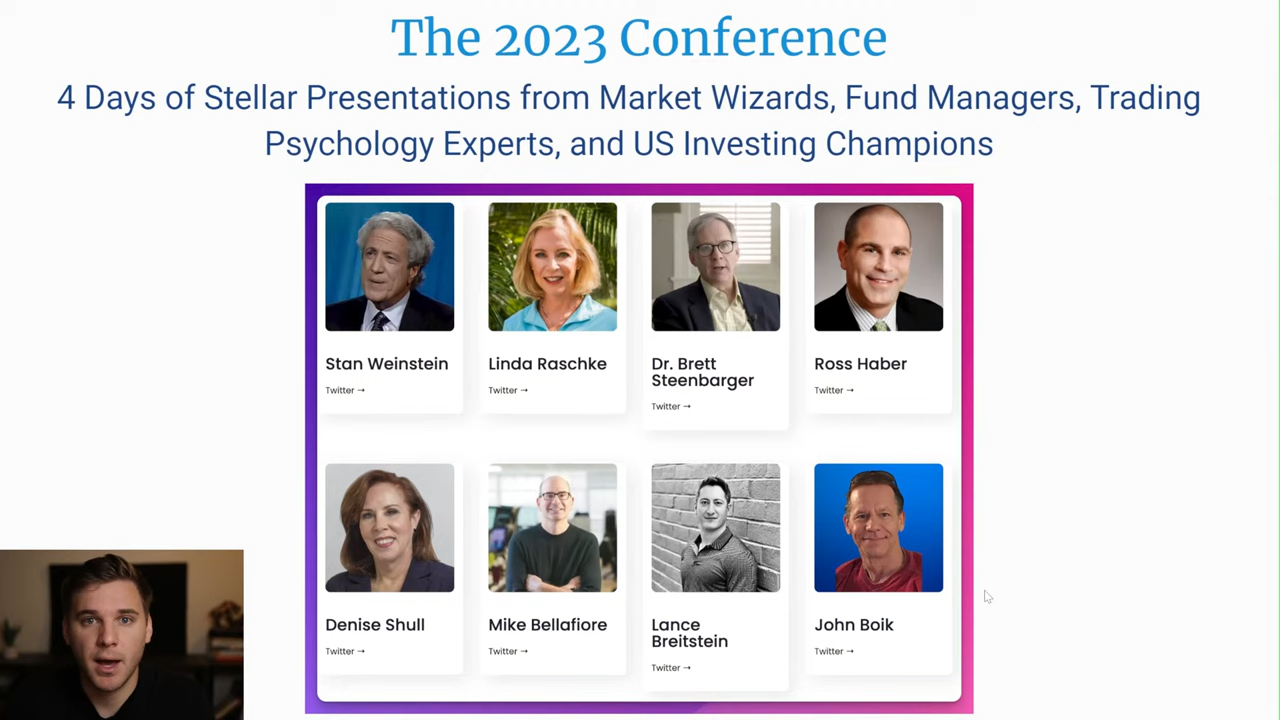 The 2023 Conference
4 Days of Stellar Presentations from Market Wizards, Fund Managers, Trading
Psychology Experts, and US Investing Champions
Stan Weinstein
Twitter →
Linda Raschke
Twitter →
Dr. Brett
Steenbarger
Twitter →
Ross Haber
Twitter →
Denise Shull
Twitter →
Mike Bellafiore
Twitter →
Lance
Breitstein
Twitter →
John Boik
Twitter →